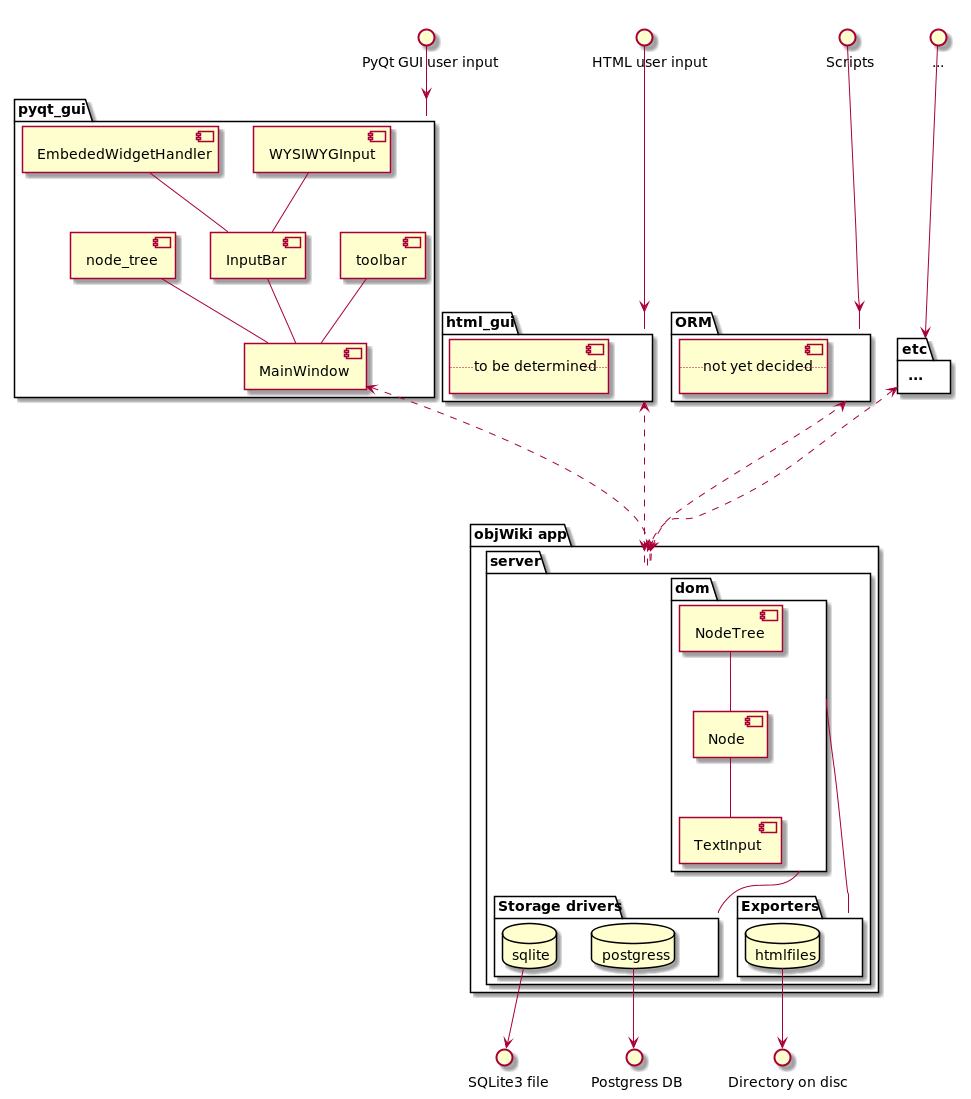 PyQt GUI user input
HTML user input
Scripts
...
pyqt_gui
EmbededWidgetHandler
WYSIWYGInput
node_tree
InputBar
toolbar
MainWindow
html_gui
to be determined
ORM
not yet decided
etc
...
objWiki app
server
dom
NodeTree
Node
TextInput
Storage drivers
sqlite
postgress
Exporters
htmlfiles
SQLite3 file
Postgress DB
Directory on disc